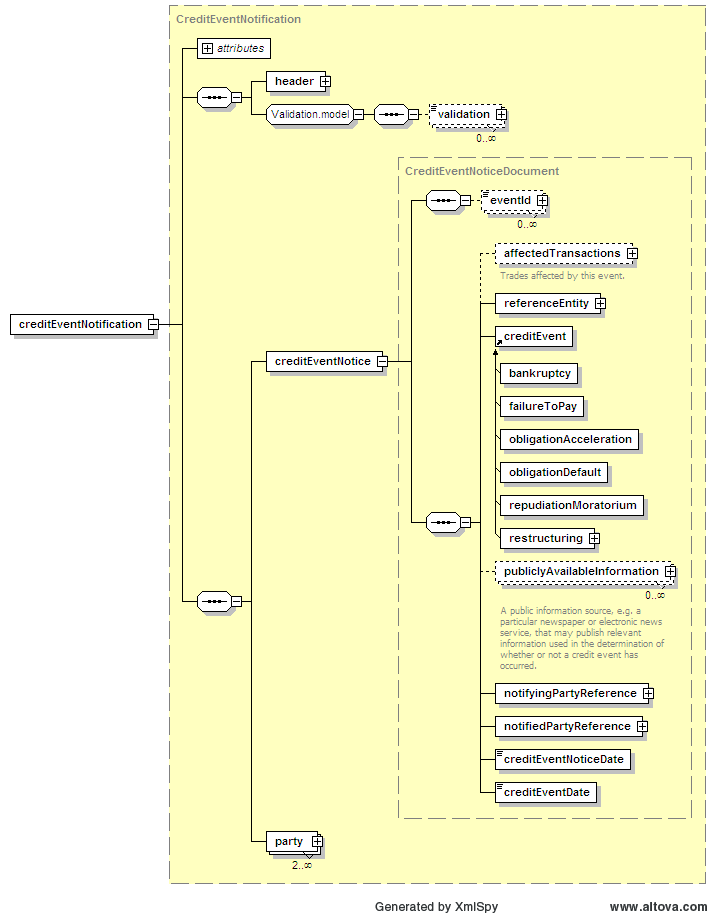 CreditEventNotification
attributes
header
Validation.model
validation
0..∞
CreditEventNoticeDocument
eventId
0..∞
affectedTransactions
Trades affected by this event.
referenceEntity
creditEventNotification
creditEvent
creditEventNotice
bankruptcy
failureToPay
obligationAcceleration
obligationDefault
repudiationMoratorium
restructuring
publiclyAvailableInformation
0..∞
A public information source, e.g. a
particular newspaper or electronic news
service, that may publish relevant
information used in the determination of
whether or not a credit event has
occurred.
notifyingPartyReference
notifiedPartyReference
creditEventNoticeDate
creditEventDate
party
2..∞
Generated by XmlSpy
www.altova.com